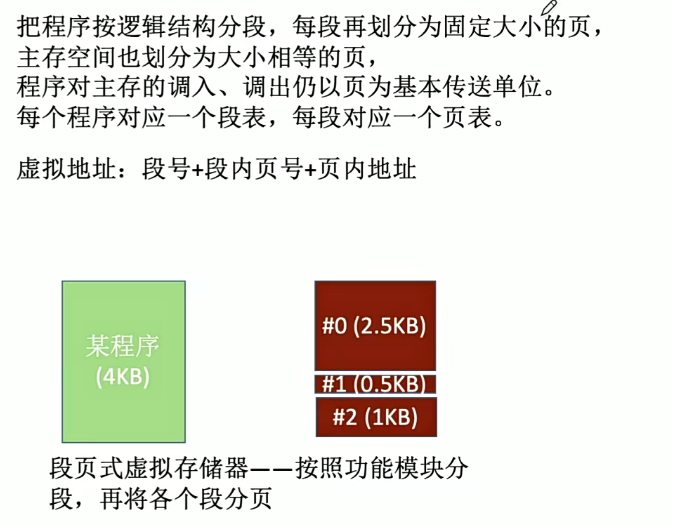 把程序按逻辑结构分段，每段再划分为固定大小的页，
主存空间也划分为大小相等的页，
程序对主存的调入、调出仍以页为基本传送单位。
每个程序对应一个段表，每段对应一个页表。
虚拟地址：段号+段内页号+页内地址
某程序
(4KB)
#0 (2.5KB)
#1 (0.5KB)
#2 (1KB)
段页式虚拟存储器——按照功能模块分
段，再将各个段分页